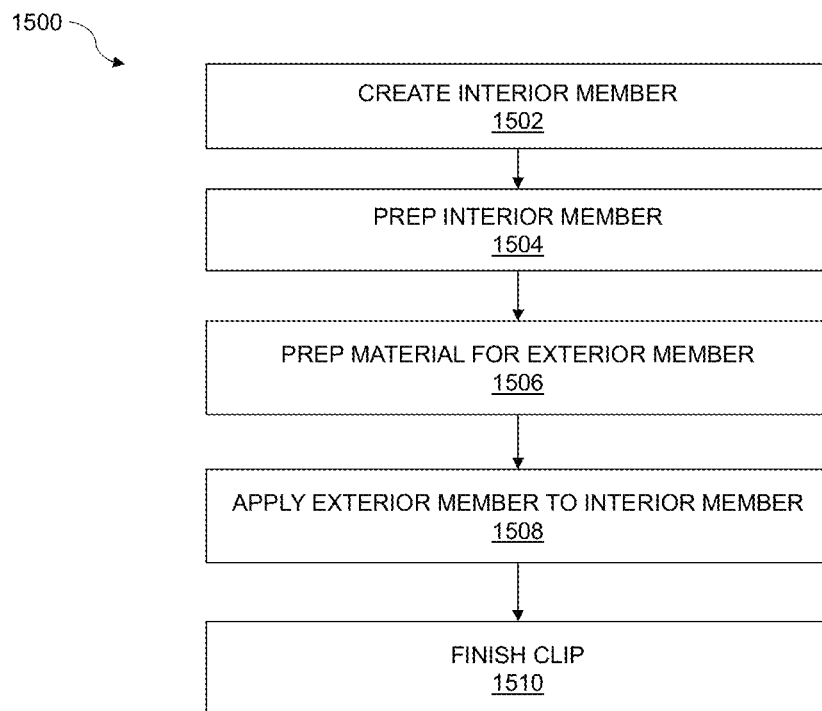 1500
CREATE INTERIOR MEMBER
1502
PREP INTERIOR MEMBER
1504
PREP MATERIAL FOR EXTERIOR MEMBER
1506
APPLY EXTERIOR MEMBER TO INTERIOR MEMBER
1508
FINISH CLIP
1510